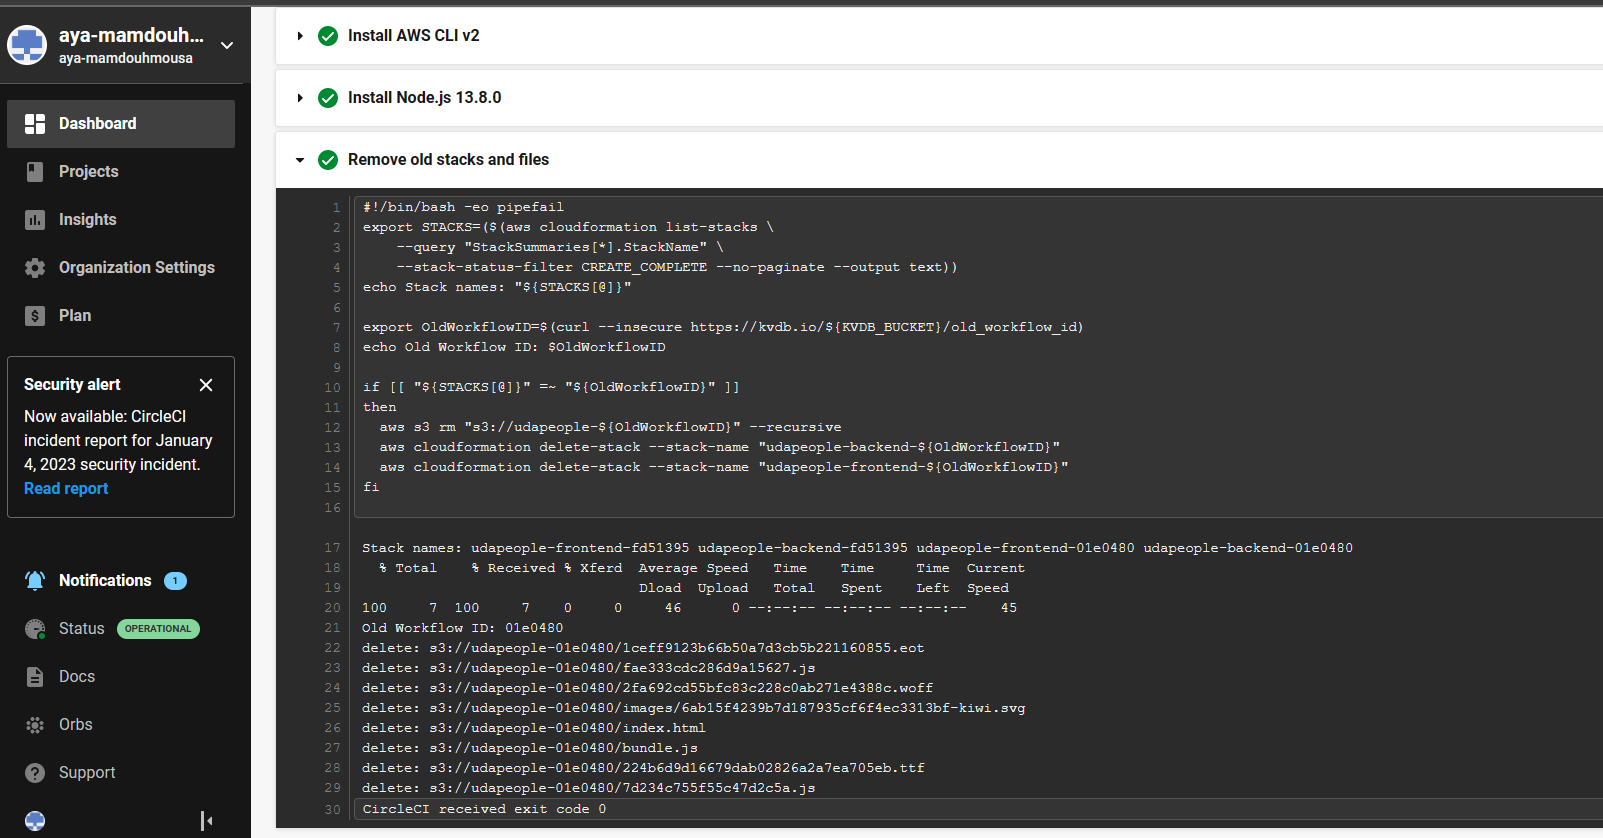 aya-mamdouh...
aya-mamdouhmousa
Dashboard
Projects
Insights
Organization Settings
Plan
Security alert
Now available: CircleCI
incident report for January
4, 2023 security incident.
Read report
Notifications 1
Status OPERATIONAL
Docs
Orbs
Support
Install AWS CLI v2
Install Node.js 13.8.0
Remove old stacks and files
1 #!/bin/bash -eo pipefail
2 export STACKS=($(aws cloudformation list-stacks \
3     --query "StackSummaries[*].StackName" \
4     --stack-status-filter CREATE_COMPLETE --no-paginate --output text))
5 echo Stack names: "${STACKS[@]}"
6
7 export OldWorkflowID=$(curl --insecure https://kvdb.io/${KVDB_BUCKET}/old_workflow_id)
8 echo Old Workflow ID: $OldWorkflowID
9
10 if [[ "${STACKS[@]}" =~ "${OldWorkflowID}" ]]
11 then
12   aws s3 rm "s3://udapeople-${OldWorkflowID}" --recursive
13   aws cloudformation delete-stack --stack-name "udapeople-backend-${OldWorkflowID}"
14   aws cloudformation delete-stack --stack-name "udapeople-frontend-${OldWorkflowID}"
15 fi
16
17 Stack names: udapeople-frontend-fd51395 udapeople-backend-fd51395 udapeople-frontend-01e0480 udapeople-backend-01e0480
18   % Total    % Received % Xferd  Average Speed   Time    Time     Time  Current
19                                  Dload  Upload   Total   Spent    Left  Speed
20 100     7  100     7    0     0     46      0 --:--:-- --:--:-- --:--:--    45
21 Old Workflow ID: 01e0480
22 delete: s3://udapeople-01e0480/1ceff9123b66b50a7d3cb5b221160855.eot
23 delete: s3://udapeople-01e0480/fae333cdc286d9a15627.js
24 delete: s3://udapeople-01e0480/2fa692cd55bfc83c228c0ab271e4388c.woff
25 delete: s3://udapeople-01e0480/images/6ab15f4239b7d187935cf6f4ec3313bf-kiwi.svg
26 delete: s3://udapeople-01e0480/index.html
27 delete: s3://udapeople-01e0480/bundle.js
28 delete: s3://udapeople-01e0480/224b6d9d16679dab02826a2a7ea705eb.ttf
29 delete: s3://udapeople-01e0480/7d234c755f55c47d2c5a.js
30 CircleCI received exit code 0